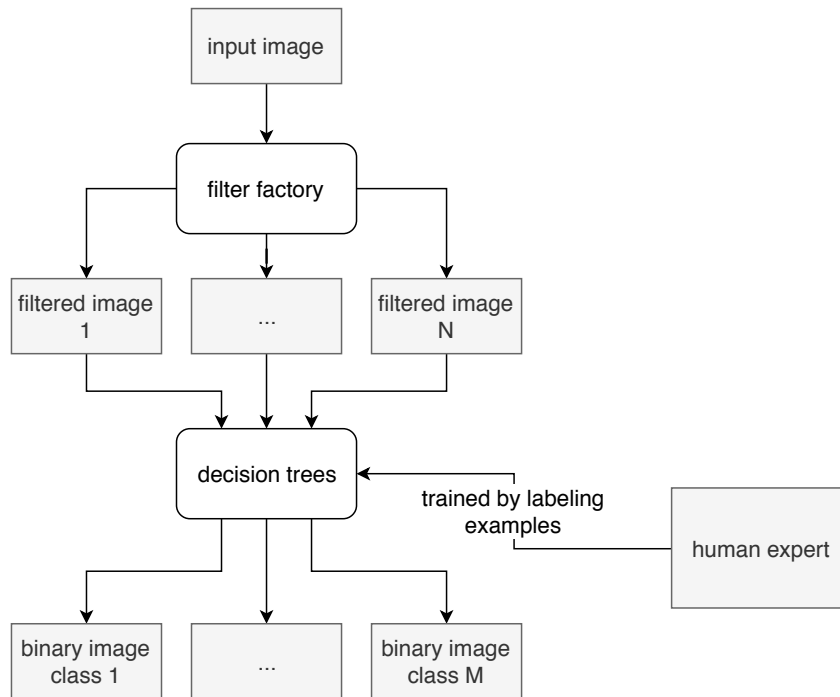 input image
filter factory
filtered image
1
...
filtered image
N
decision trees
trained by labeling
examples
human expert
binary image
class 1
...
binary image
class M